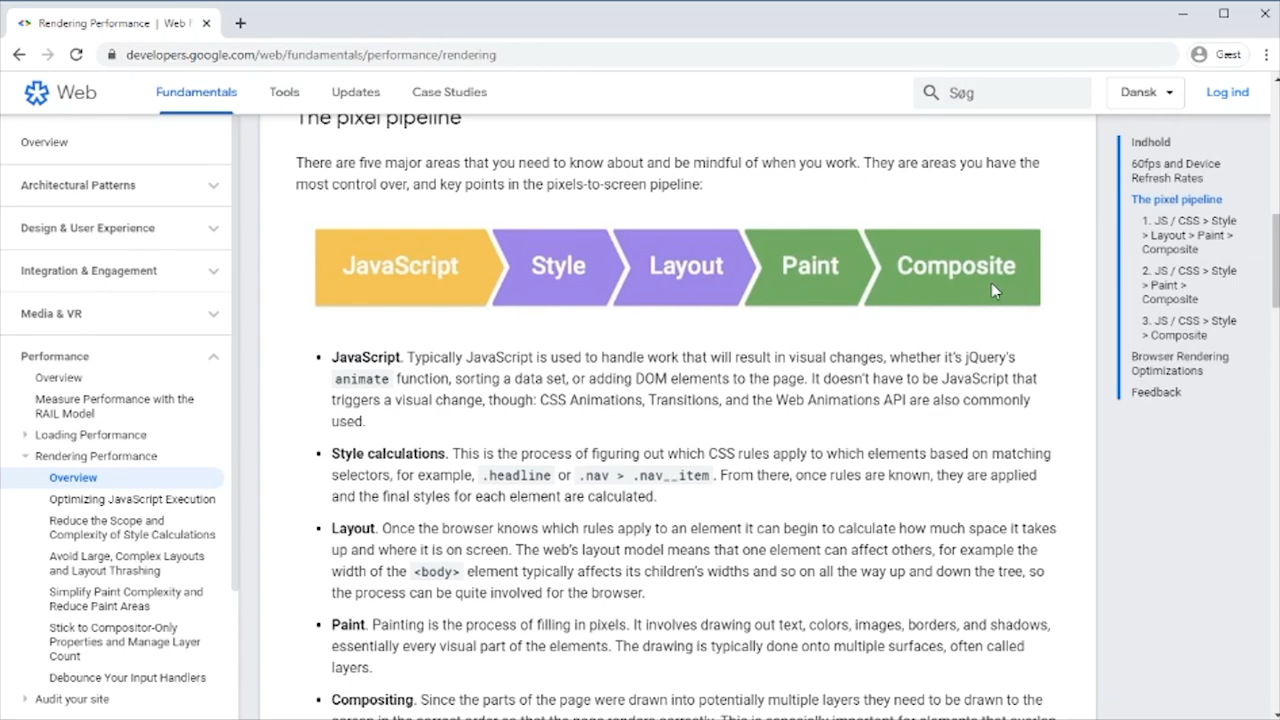 Rendering Performance | Web F
developers.google.com/web/fundamentals/performance/rendering
Gæst
Web
Fundamentals
Tools
Updates
Case Studies
Søg
Dansk
Log ind
Overview
Architectural Patterns
Design & User Experience
Integration & Engagement
Media & VR
Performance
Overview
Measure Performance with the
RAIL Model
Loading Performance
Rendering Performance
Overview
Optimizing JavaScript Execution
Reduce the Scope and
Complexity of Style Calculations
Avoid Large, Complex Layouts
and Layout Thrashing
Simplify Paint Complexity and
Reduce Paint Areas
Stick to Compositor-Only
Properties and Manage Layer
Count
Debounce Your Input Handlers
Audit your site
The pixel pipeline
There are five major areas that you need to know about and be mindful of when you work. They are areas you have the
most control over, and key points in the pixels-to-screen pipeline:
JavaScript
Style
Layout
Paint
Composite
• JavaScript. Typically JavaScript is used to handle work that will result in visual changes, whether it's jQuery's
animate function, sorting a data set, or adding DOM elements to the page. It doesn't have to be JavaScript that
triggers a visual change, though: CSS Animations, Transitions, and the Web Animations API are also commonly
used.
• Style calculations. This is the process of figuring out which CSS rules apply to which elements based on matching
selectors, for example, .headline or .nav > .nav__item. From there, once rules are known, they are applied
and the final styles for each element are calculated.
• Layout. Once the browser knows which rules apply to an element it can begin to calculate how much space it takes
up and where it is on screen. The web's layout model means that one element can affect others, for example the
width of the <body> element typically affects its children's widths and so on all the way up and down the tree, so
the process can be quite involved for the browser.
• Paint. Painting is the process of filling in pixels. It involves drawing out text, colors, images, borders, and shadows,
essentially every visual part of the elements. The drawing is typically done onto multiple surfaces, often called
layers.
• Compositing. Since the parts of the page were drawn into potentially multiple layers they need to be drawn to the
Indhold
60fps and Device
Refresh Rates
The pixel pipeline
1. JS / CSS > Style
> Layout > Paint >
Composite
2. JS / CSS > Style
> Paint >
Composite
3. JS / CSS > Style
> Composite
Browser Rendering
Optimizations
Feedback